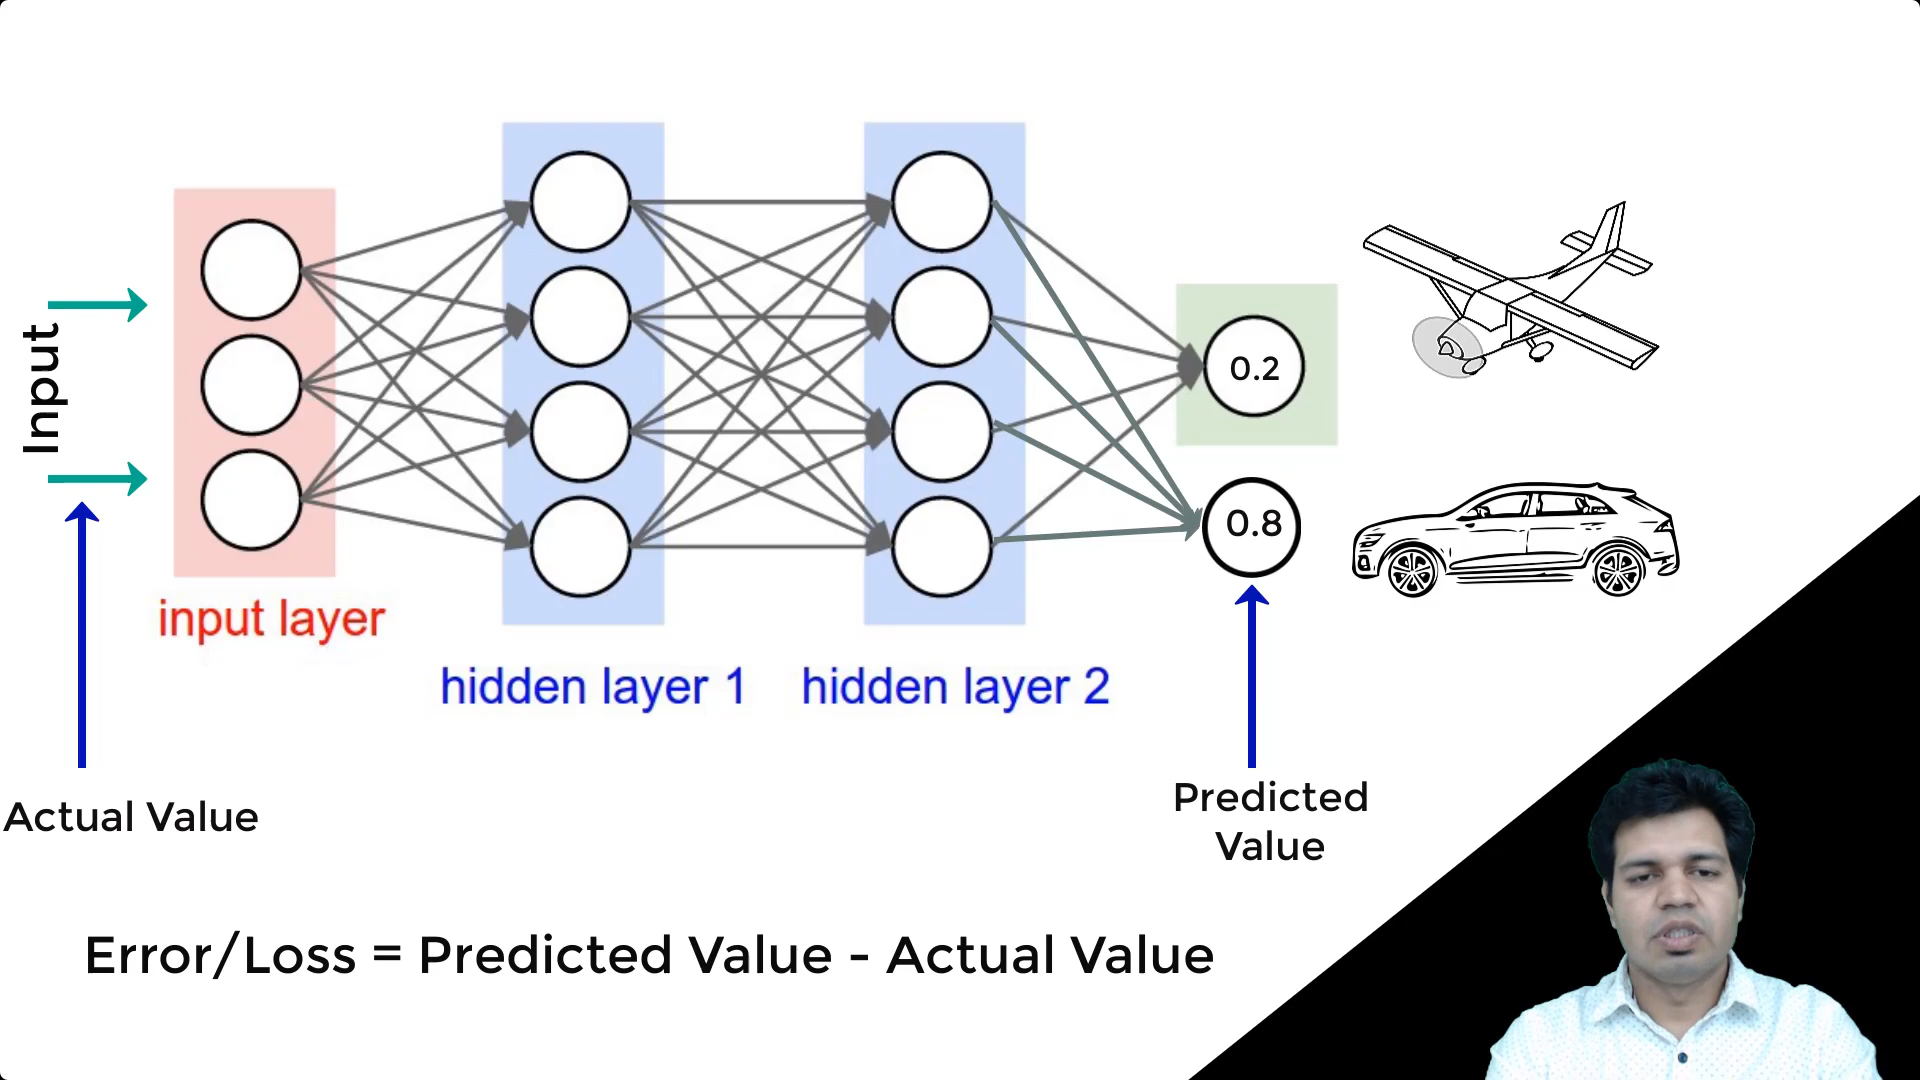 Input
0.2
0.8
input layer
hidden layer 1
hidden layer 2
Actual Value
Predicted
Value
Error/Loss = Predicted Value - Actual Value